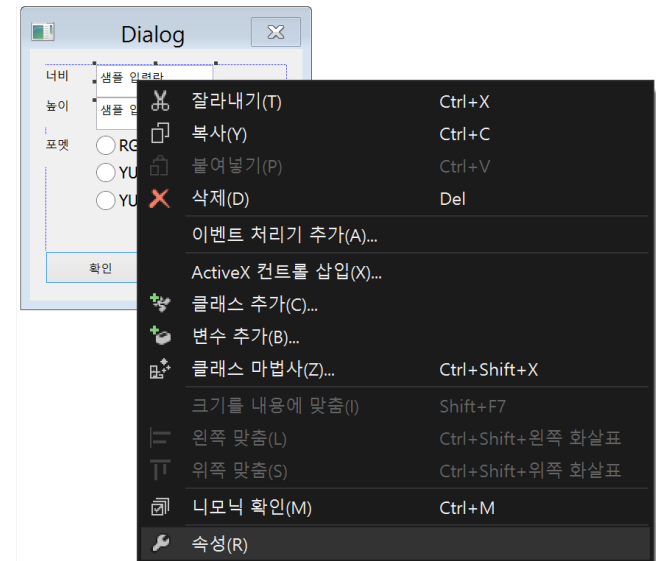 Dialog
너비
샘플 입력란
높이
샘플
포멧
RG
YU
YU
확인
잘라내기(T) Ctrl+X
복사(Y) Ctrl+C
붙여넣기(P) Ctrl+V
삭제(D) Del
이벤트 처리기 추가(A)...
ActiveX 컨트롤 삽입(X)...
클래스 추가(C)...
변수 추가(B)...
클래스 마법사(Z)... Ctrl+Shift+X
크기를 내용에 맞춤(I) Shift+F7
왼쪽 맞춤(L) Ctrl+Shift+왼쪽 화살표
위쪽 맞춤(S) Ctrl+Shift+위쪽 화살표
니모닉 확인(M) Ctrl+M
속성(R)